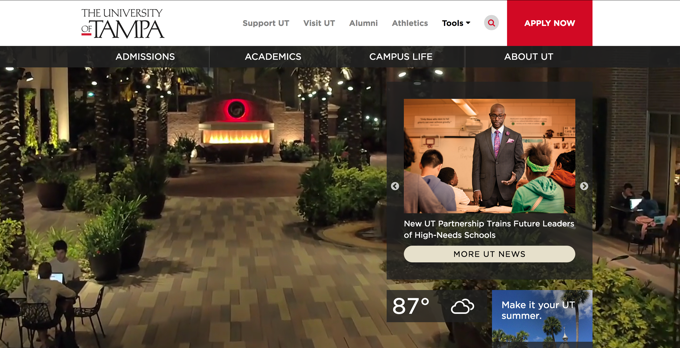 THE UNIVERSITY
OF TAMPA
Support UT
Visit UT
Alumni
Athletics
Tools
APPLY NOW
ADMISSIONS
ACADEMICS
CAMPUS LIFE
ABOUT UT
New UT Partnership Trains Future Leaders
of High-Needs Schools
MORE UT NEWS
87°
Make it your UT
summer.